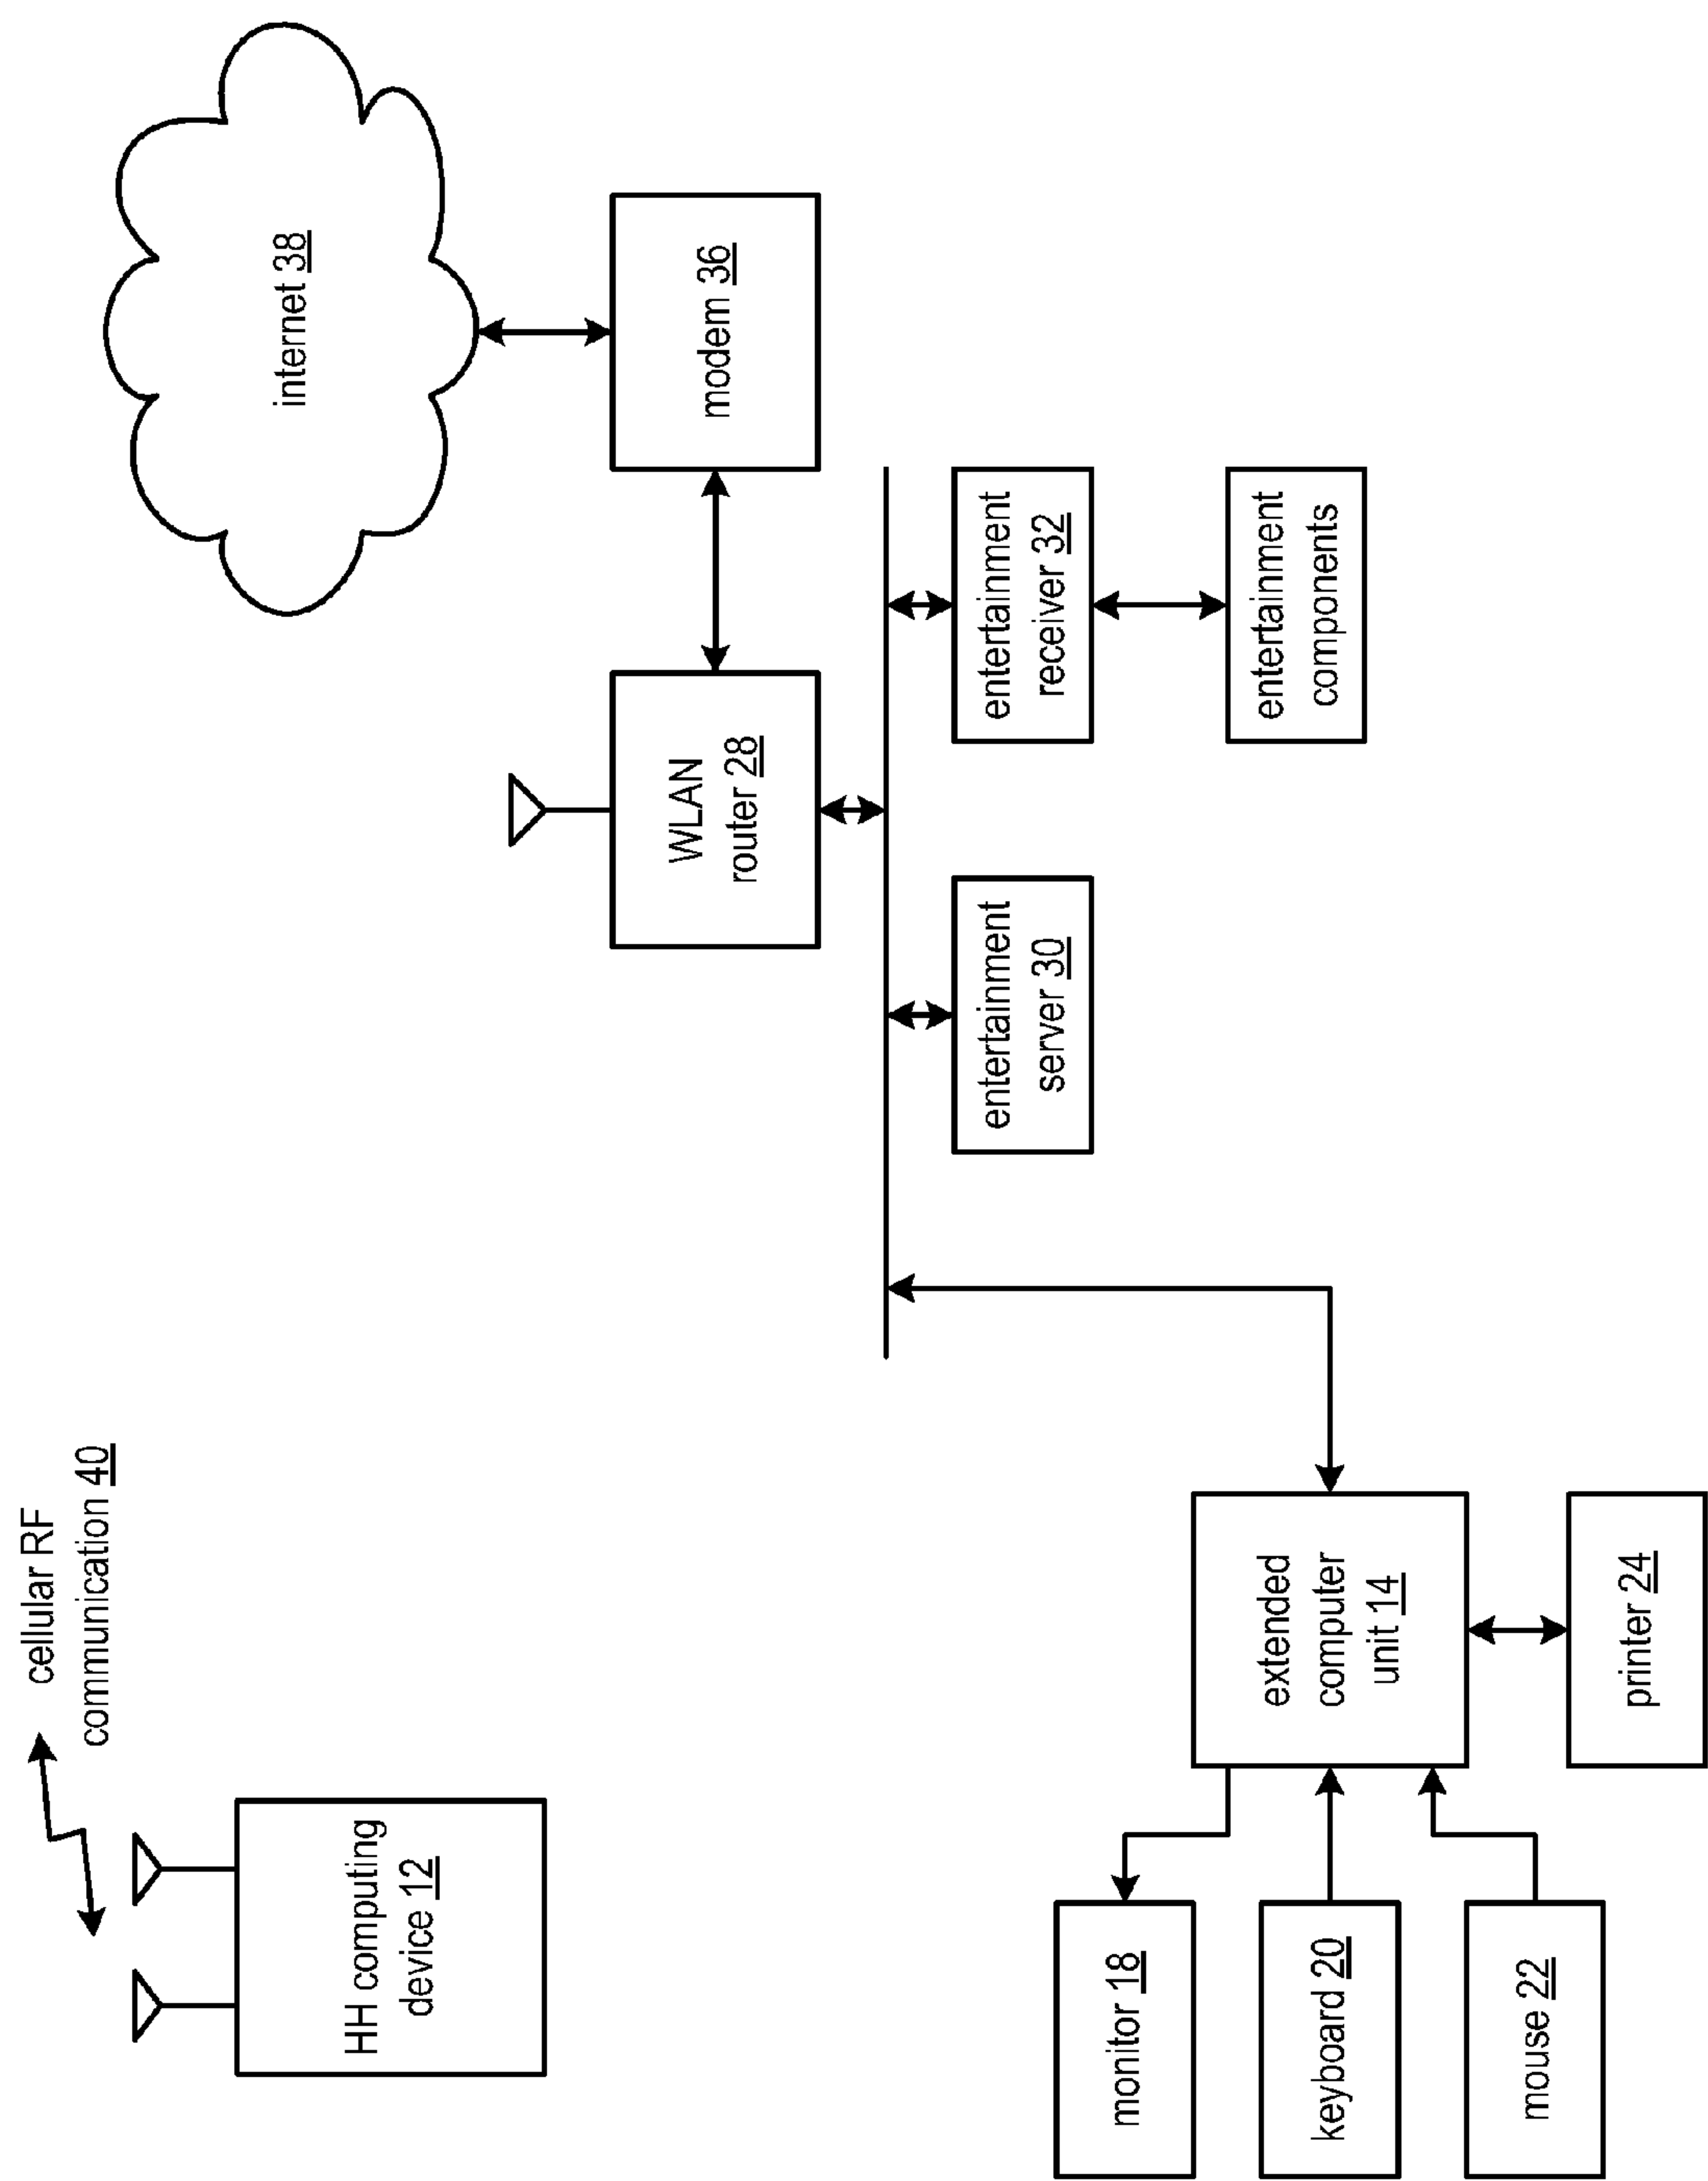 cellular RF
communication 40
HH computing
device 12
internet 38
WLAN
router 28
modem 36
entertainment
server 30
entertainment
receiver 32
entertainment
components
extended
computer
unit 14
monitor 18
keyboard 20
mouse 22
printer 24